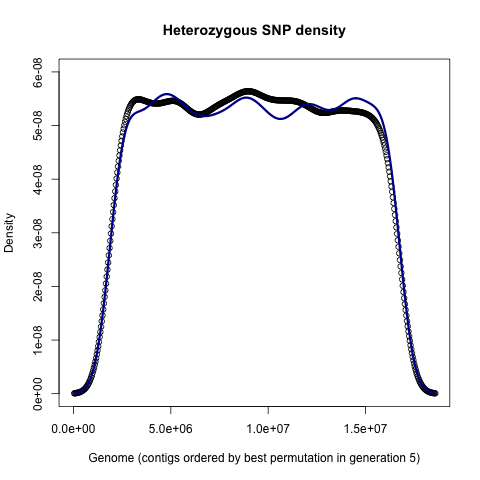 Heterozygous SNP density
Density
6e-08
5e-08
4e-08
3e-08
2e-08
1e-08
0e+00
0.0e+00 5.0e+06 1.0e+07 1.5e+07
Genome (contigs ordered by best permutation in generation 5)